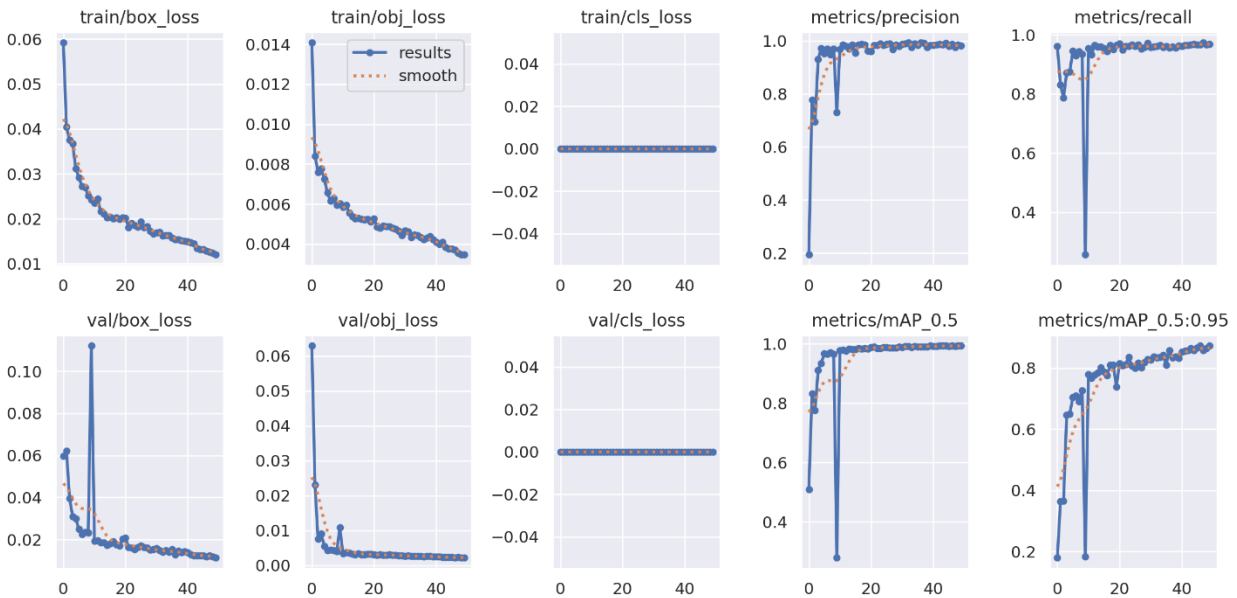 train/box_loss
train/obj_loss
train/cls_loss
metrics/precision
metrics/recall
0.06
0.05
0.04
0.03
0.02
0.01
0 20 40
0.014
0.012
0.010
0.008
0.006
0.004
0 20 40
results
smooth
0.04
0.02
0.00
−0.02
−0.04
0 20 40
1.0
0.8
0.6
0.4
0.2
0 20 40
1.0
0.8
0.6
0.4
0 20 40
val/box_loss
val/obj_loss
val/cls_loss
metrics/mAP_0.5
metrics/mAP_0.5:0.95
0.10
0.08
0.06
0.04
0.02
0 20 40
0.06
0.05
0.04
0.03
0.02
0.01
0.00
0 20 40
0.04
0.02
0.00
−0.02
−0.04
0 20 40
1.0
0.8
0.6
0.4
0 20 40
0.8
0.6
0.4
0.2
0 20 40